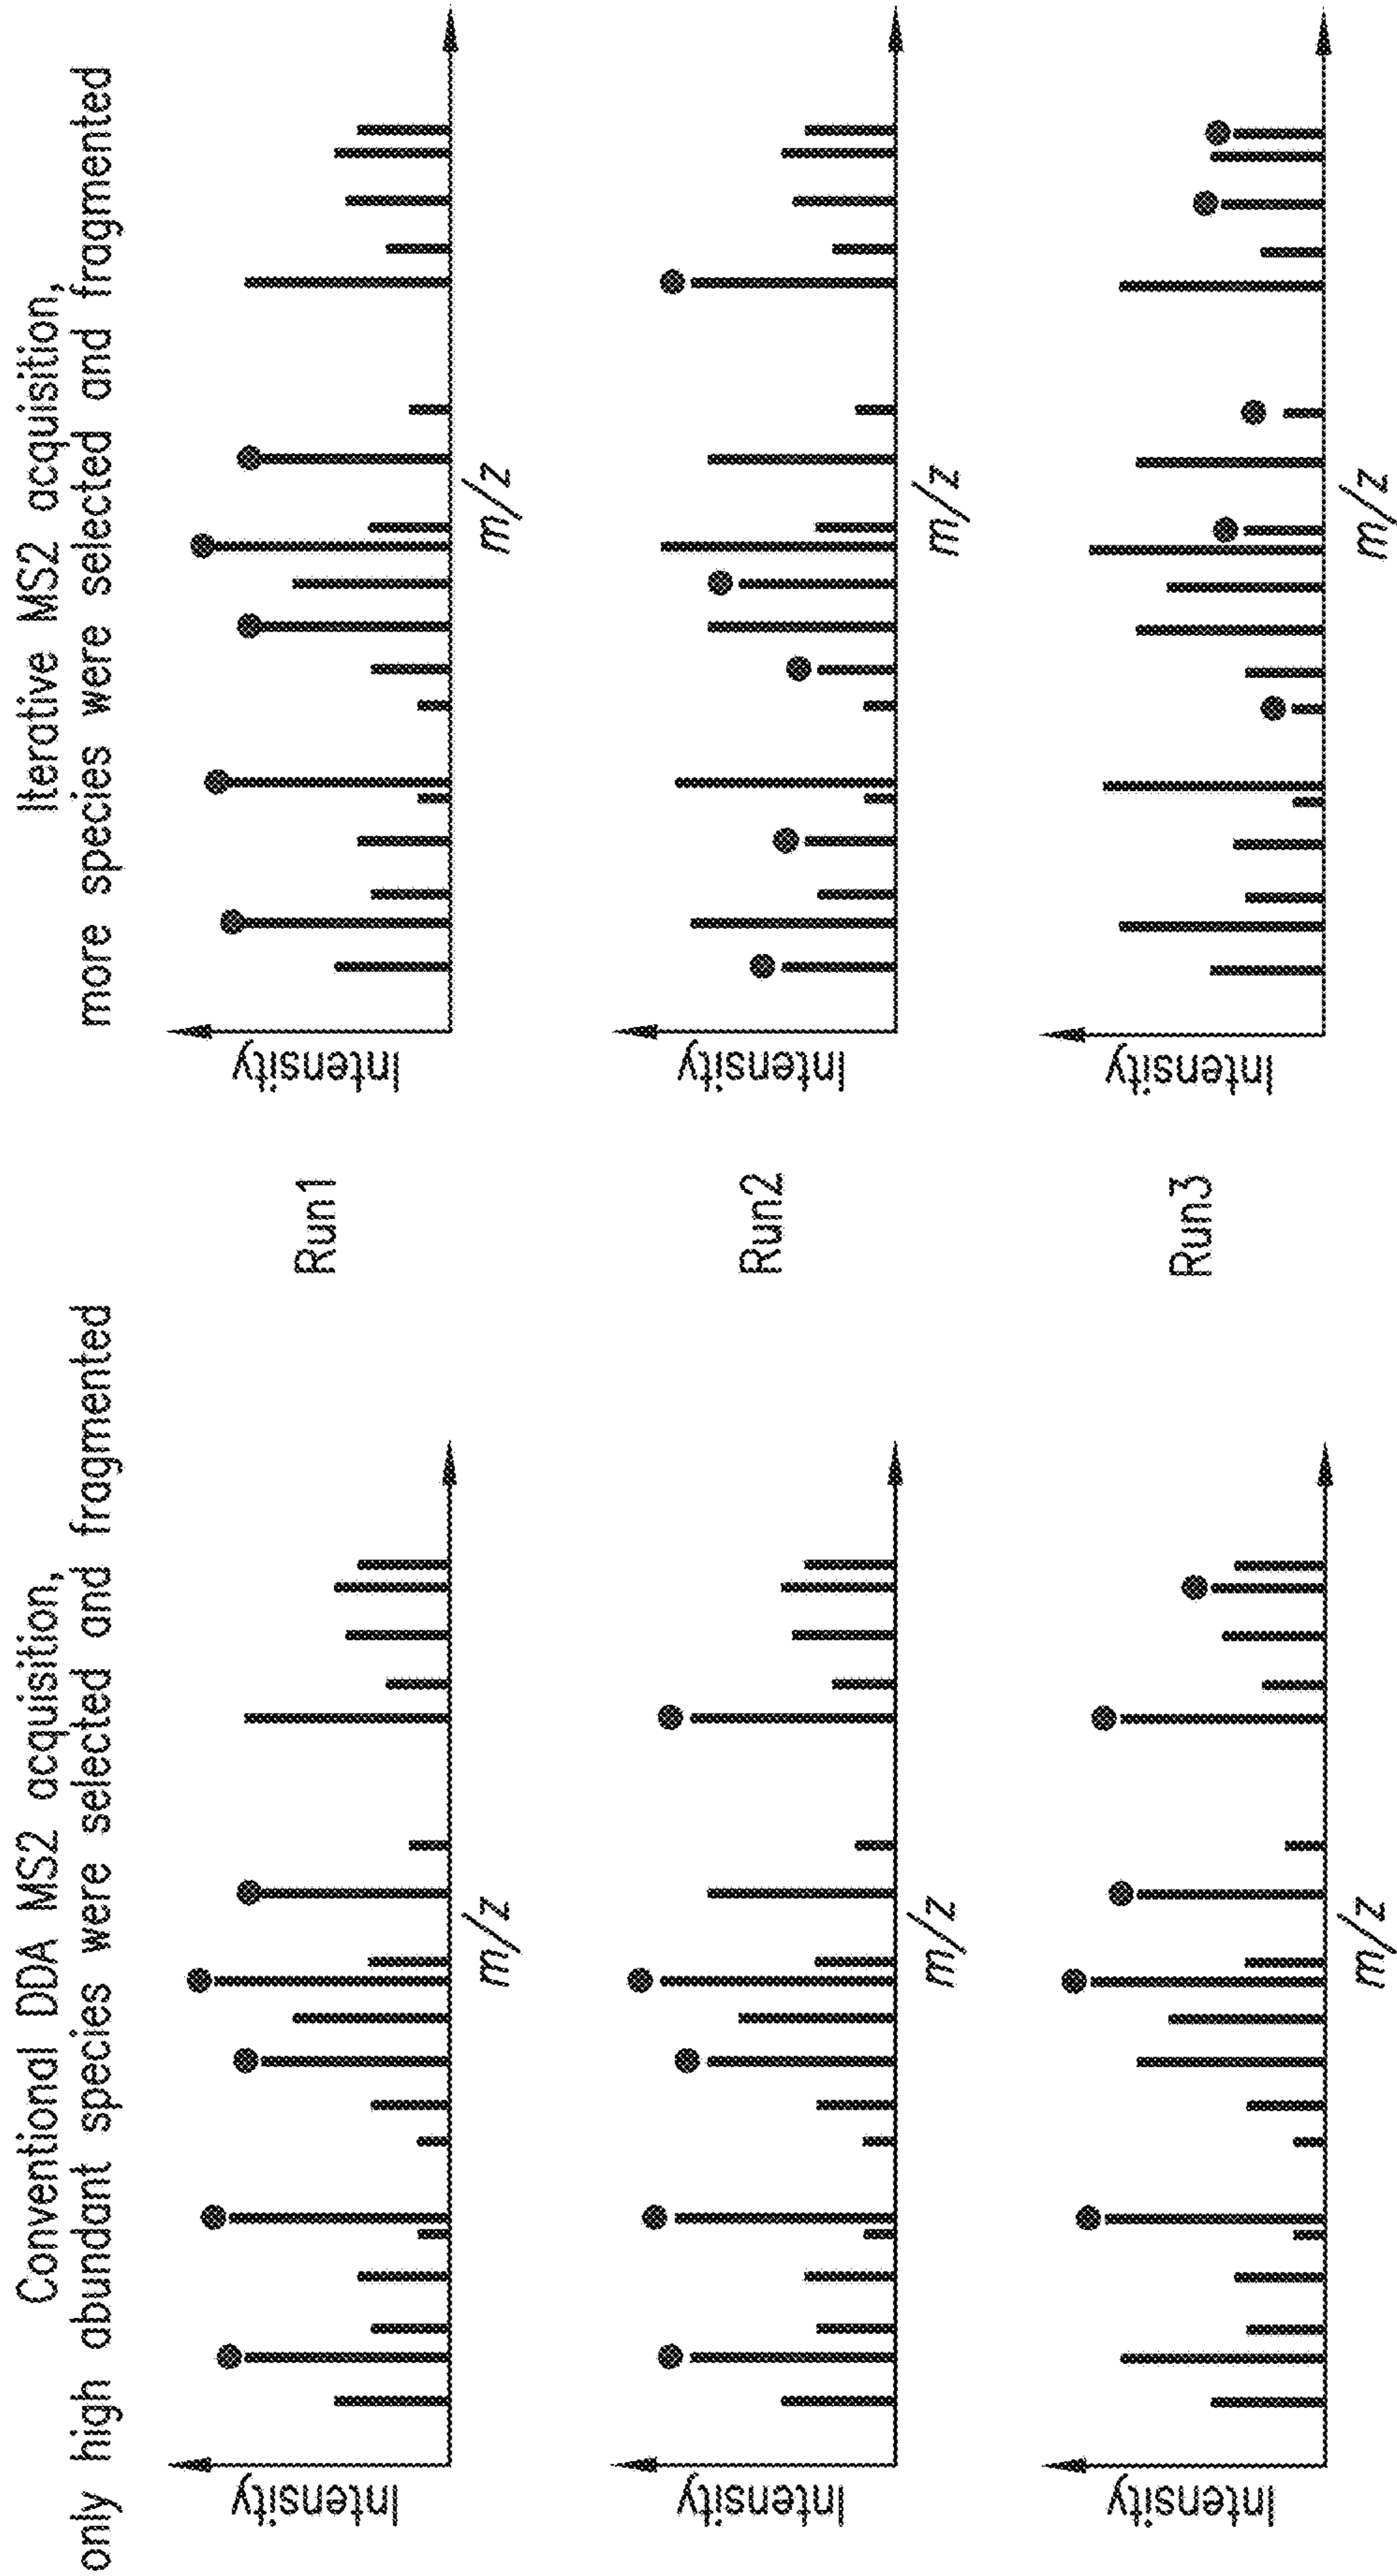 Conventional DDA MS2 acquisition,
only high abundant species were selected and fragmented
Iterative MS2 acquisition,
more species were selected and fragmented
Intensity
m/z
Run1
Intensity
m/z
Intensity
m/z
Run2
Intensity
m/z
Intensity
m/z
Run3
Intensity
m/z